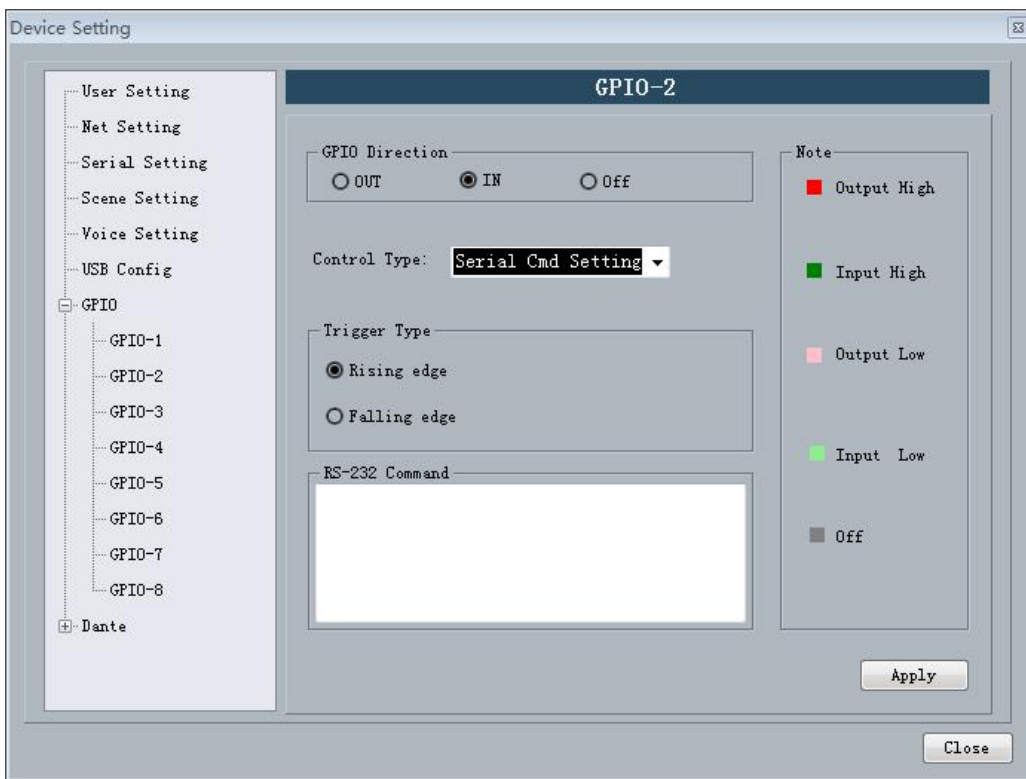 Device Setting
User Setting
Net Setting
Serial Setting
Scene Setting
Voice Setting
USB Config
GPIO
GPIO-1
GPIO-2
GPIO-3
GPIO-4
GPIO-5
GPIO-6
GPIO-7
GPIO-8
Dante
GPIO-2
GPIO Direction
OUT IN Off
Control Type: Serial Cmd Setting
Trigger Type
Rising edge
Falling edge
RS-232 Command
Note
Output High
Input High
Output Low
Input Low
Off
Apply
Close